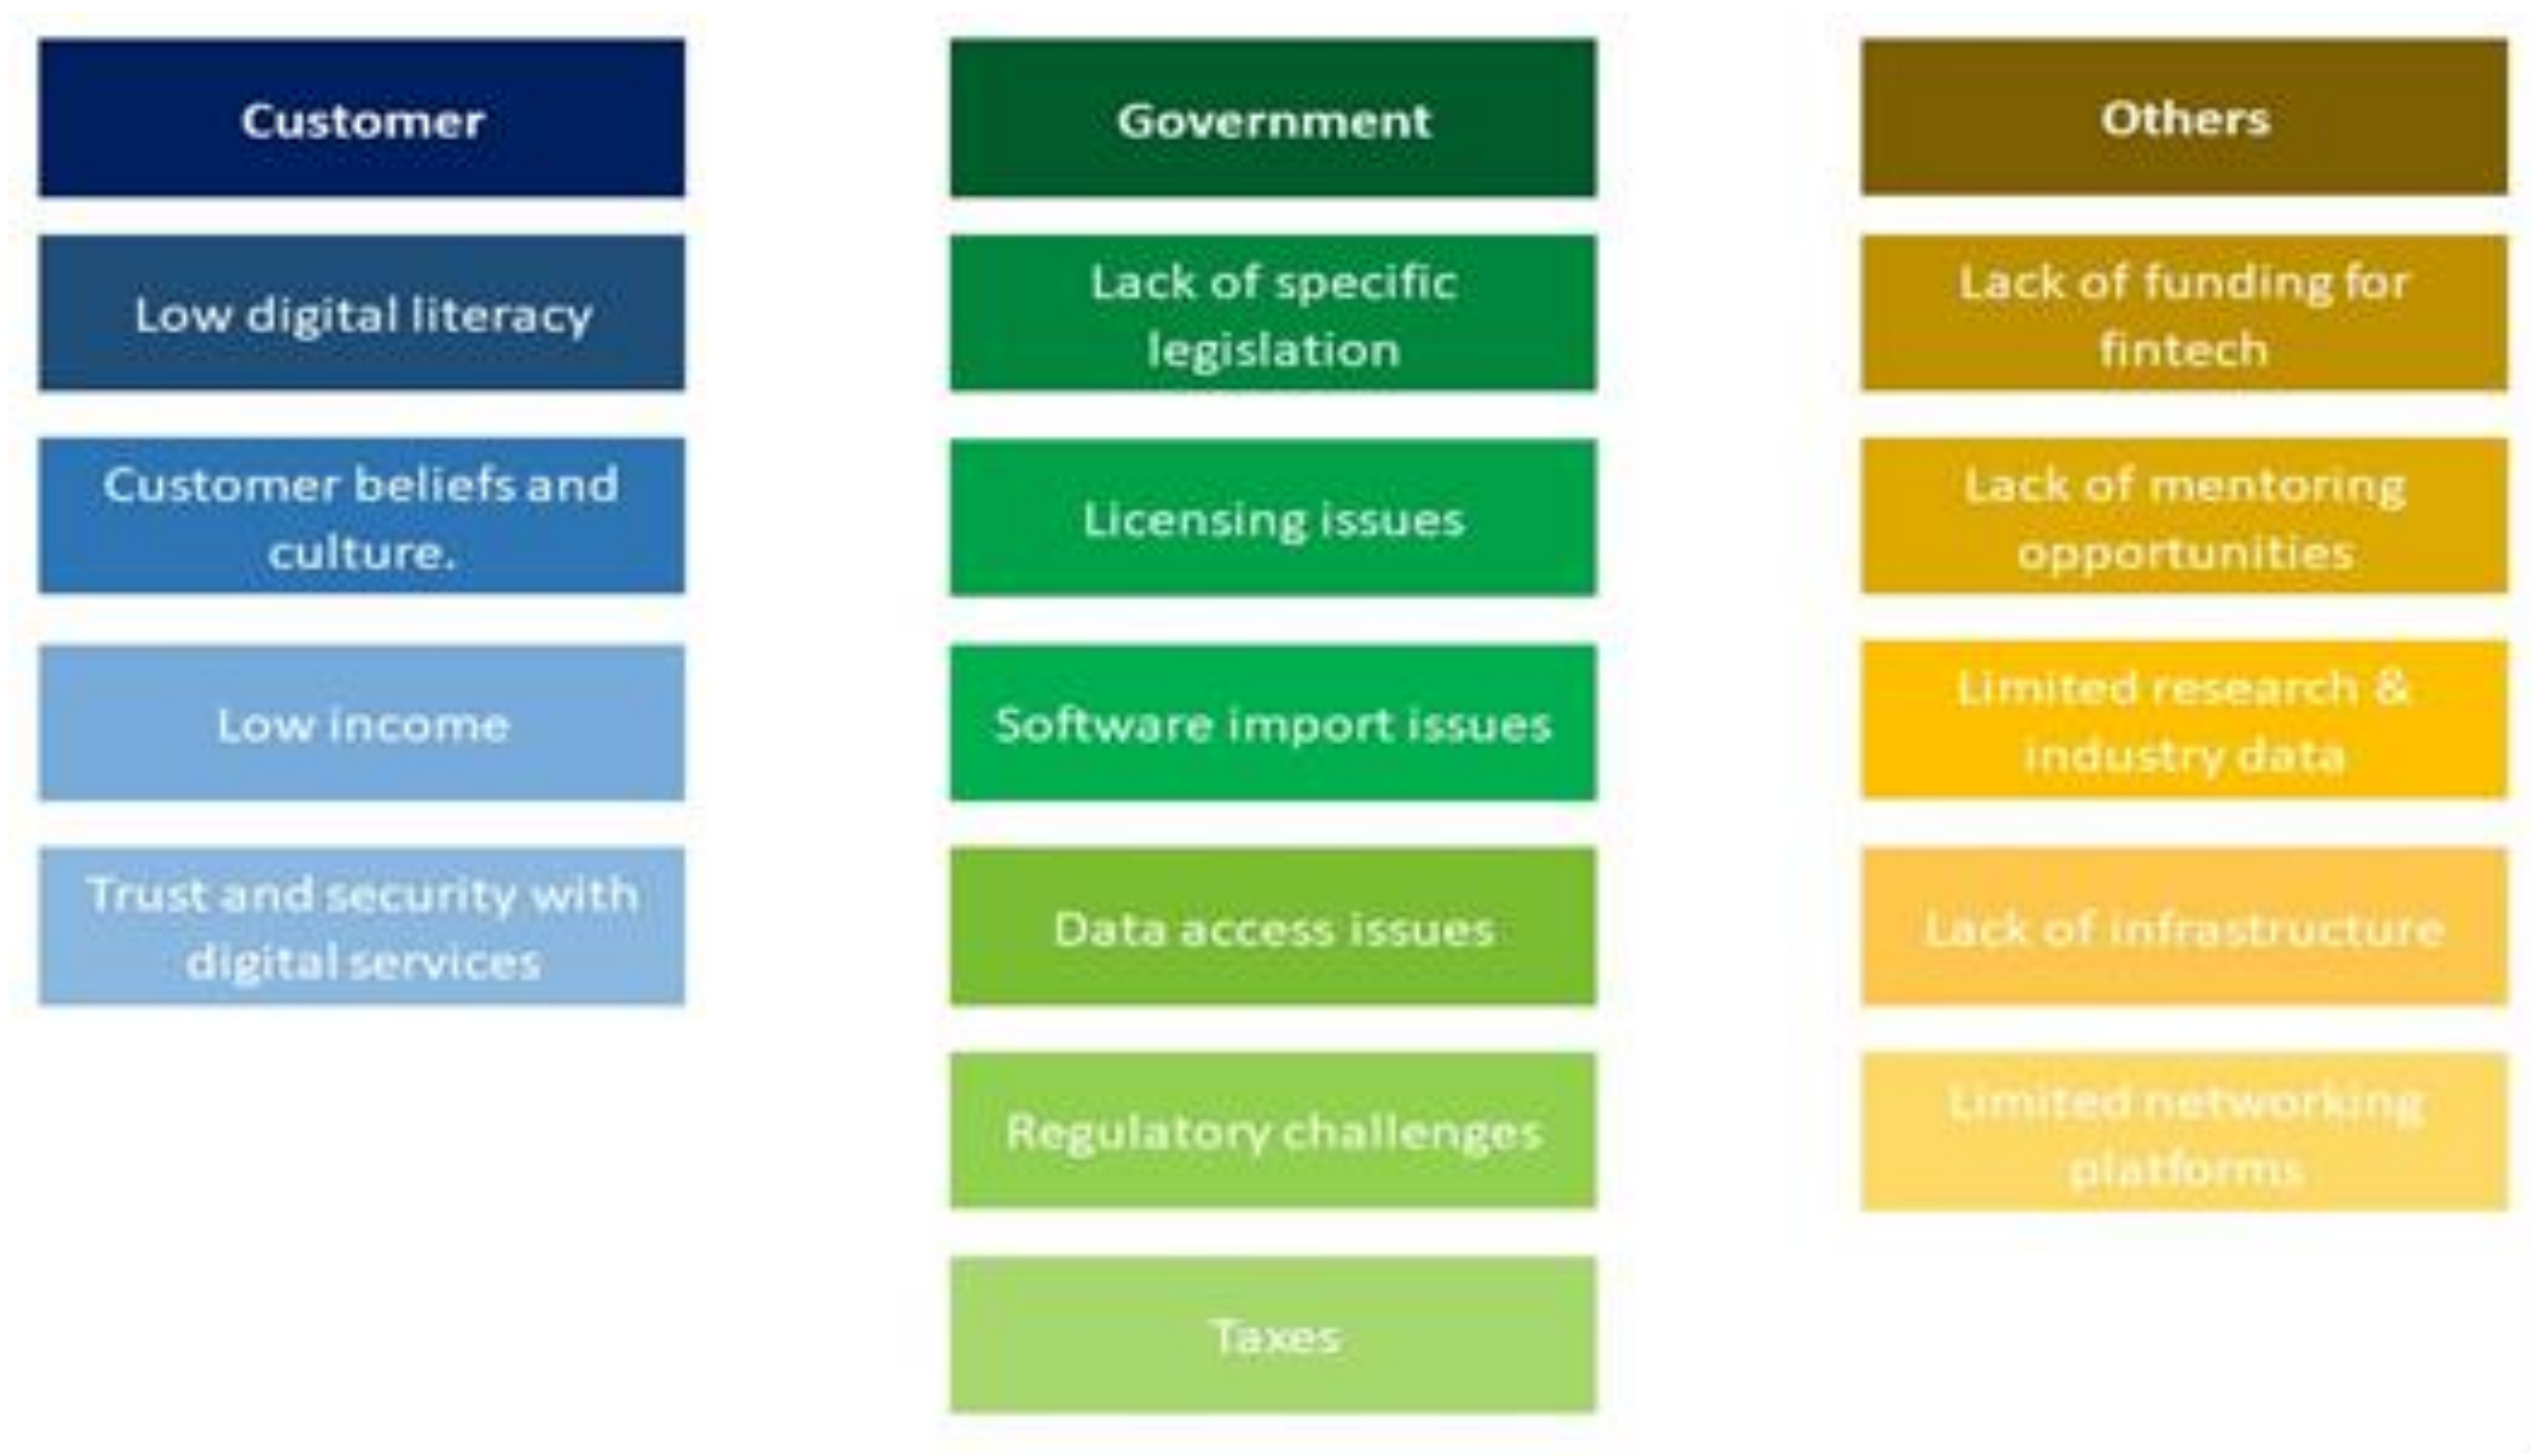 Customer
Low digital literacy
Customer beliefs and
culture.
Low income
Trust and security with
digital services
Government
Lack of specific
legislation
Licensing issues
Software import issues
Data access issues
Regulatory challenges
Taxes
Others
Lack of funding for
fintech
Lack of mentoring
opportunities
Limited research &
industry data
Lack of infrastructure
Limited networking
platforms